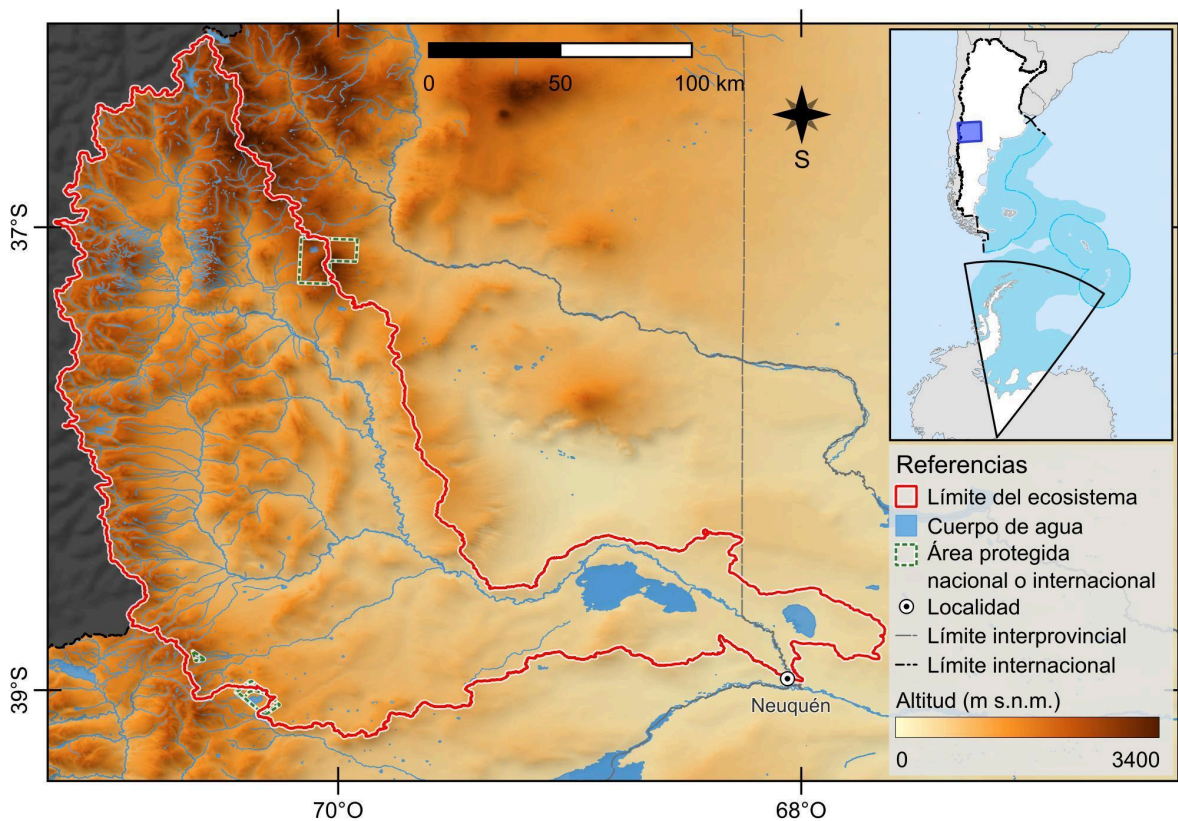 0
50
100 km
S
37°S
39°S
70°O
68°O
Neuquén
Referencias
Límite del ecosistema
Cuerpo de agua
Área protegida
nacional o internacional
Localidad
Límite interprovincial
Límite internacional
Altitud (m s.n.m.)
0
3400